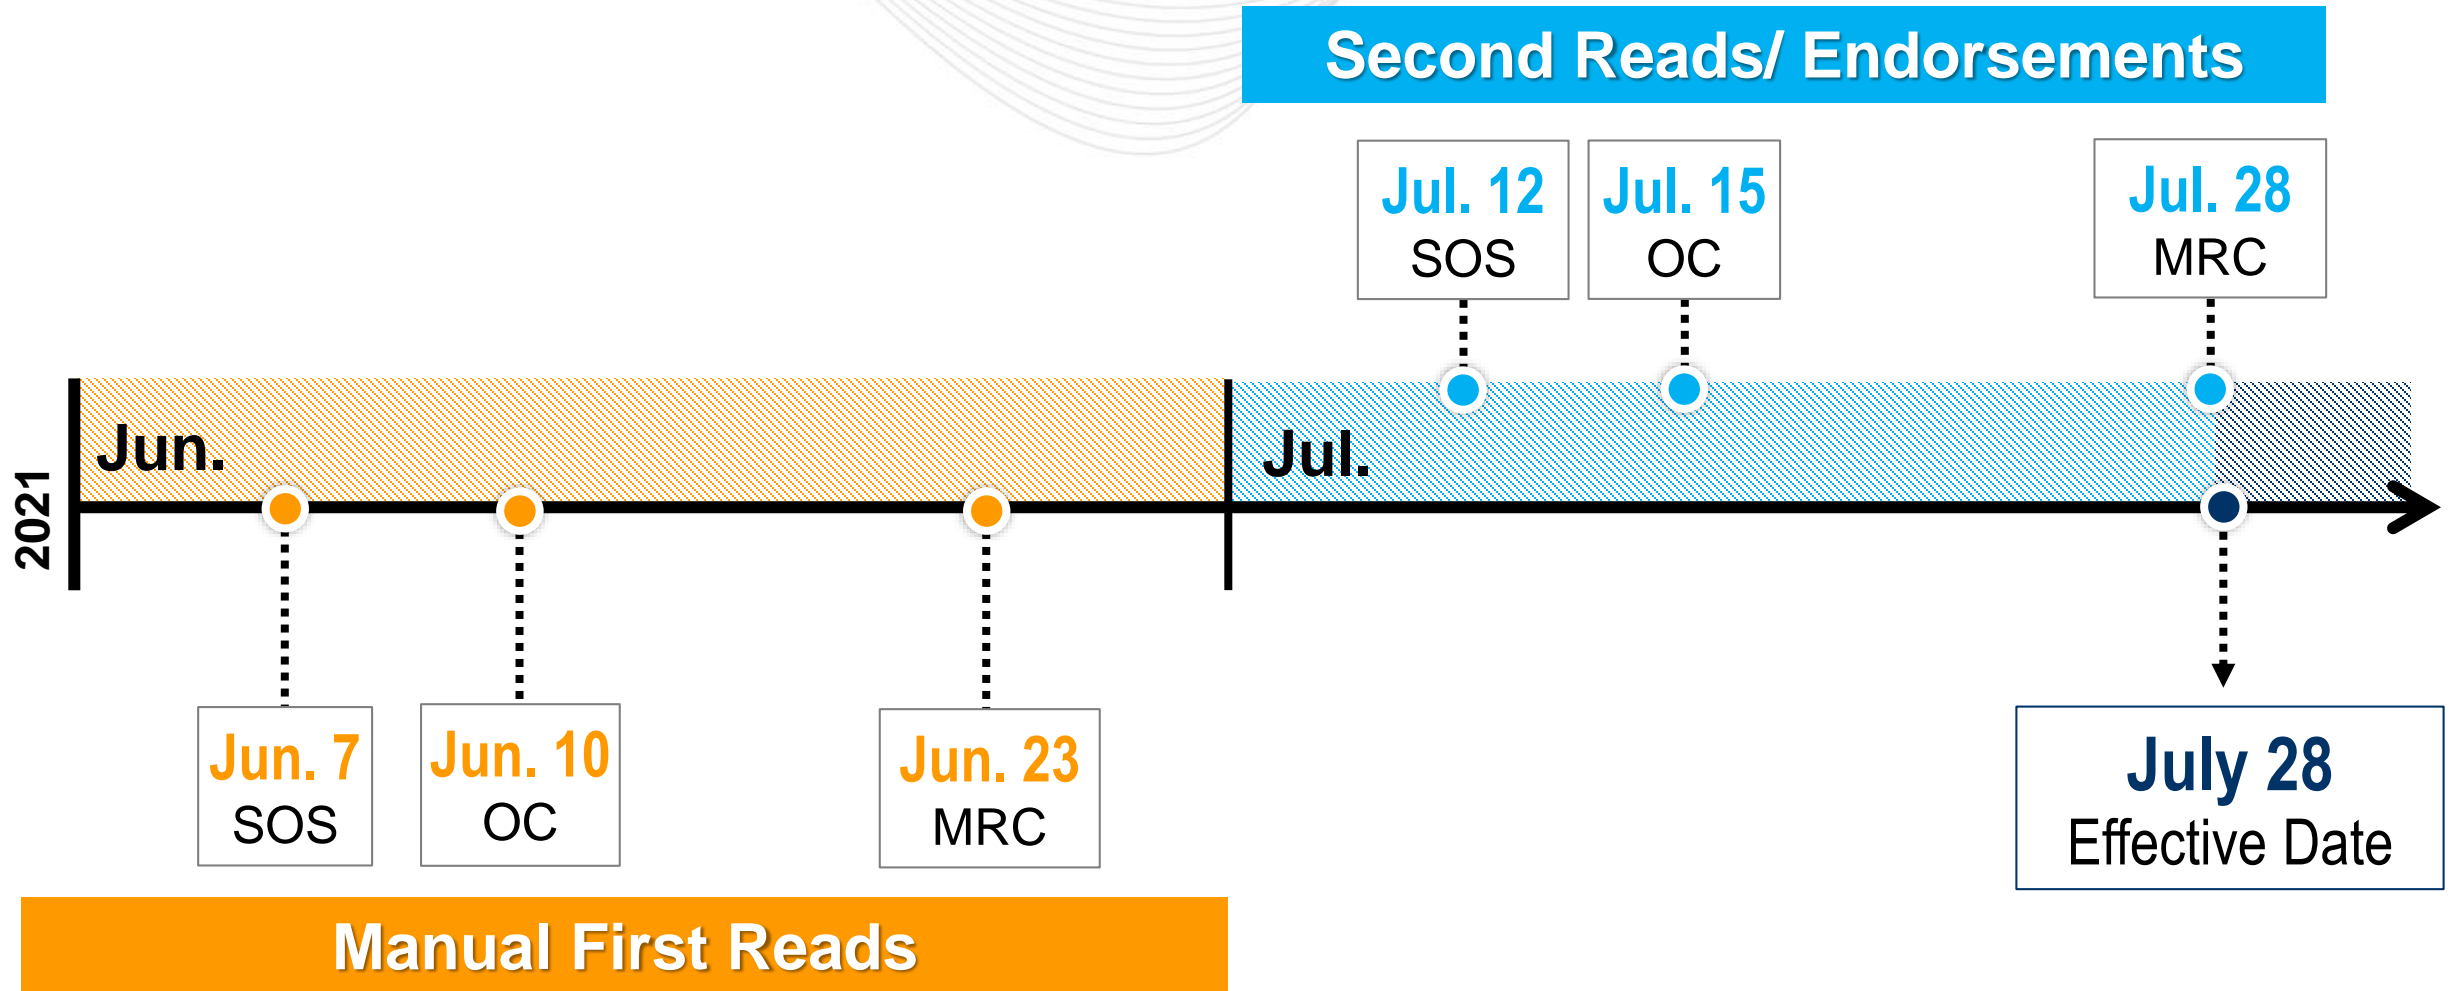 Second Reads/ Endorsements
Jul. 12
SOS
Jul. 15
OC
Jul. 28
MRC
2021
Jun.
Jul.
Jun. 7
SOS
Jun. 10
OC
Jun. 23
MRC
July 28
Effective Date
Manual First Reads